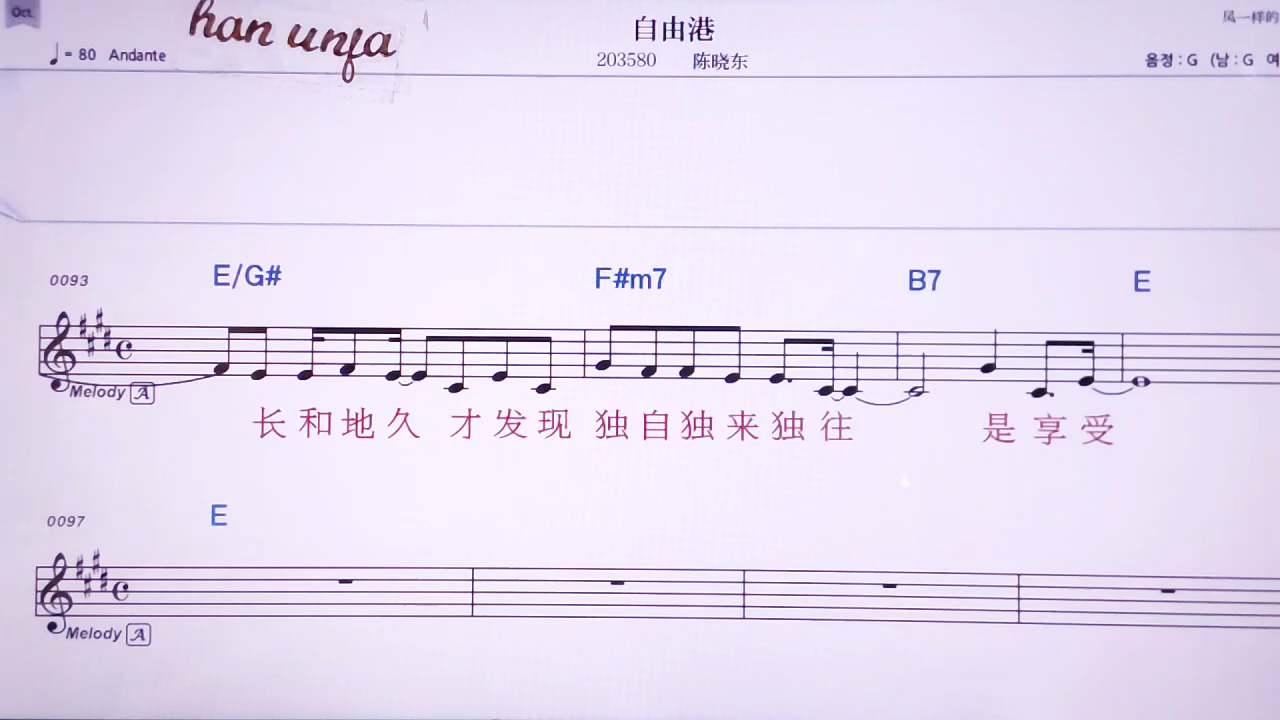 Oct.
han unfa
自由港
风一样的
♩= 80 Andante
203580 陈晓东
음정 : G (남 : G 여
0093
E/G# F#m7 B7 E
Melody A
长和地久 才发现 独自独来独往 是享受
0097
E
Melody A